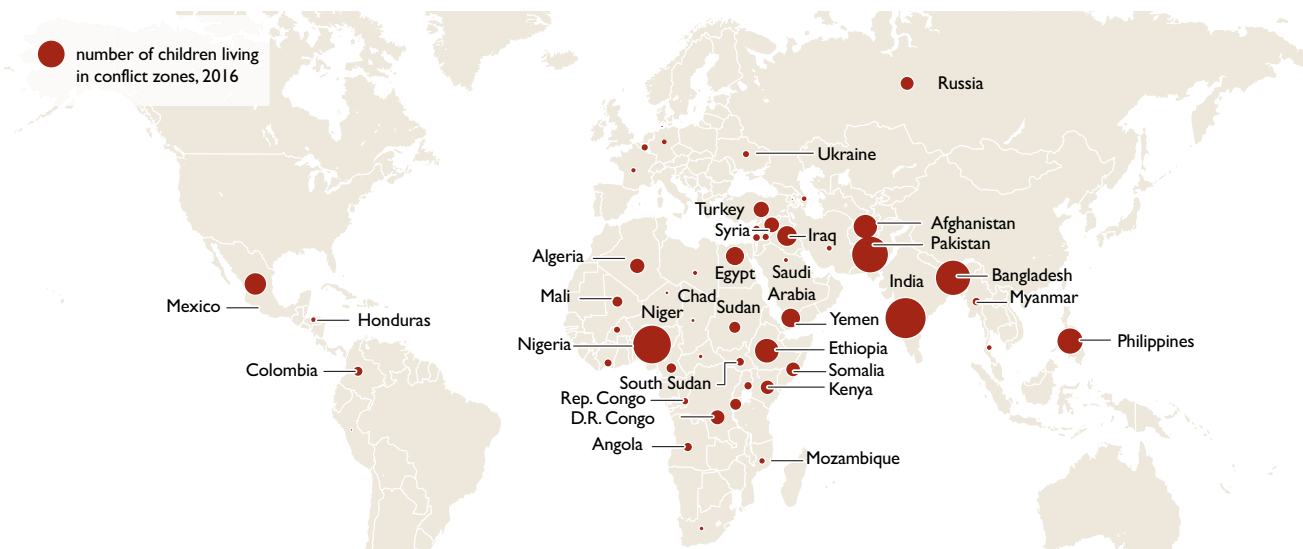 number of children living
in conflict zones, 2016
Russia
Ukraine
Turkey
Syria
Iraq
Afghanistan
Pakistan
Algeria
Egypt
Saudi
Arabia
India
Bangladesh
Myanmar
Mexico
Honduras
Mali
Niger
Chad
Sudan
Yemen
Nigeria
Ethiopia
Philippines
Colombia
South Sudan
Somalia
Kenya
Rep. Congo
D.R. Congo
Angola
Mozambique